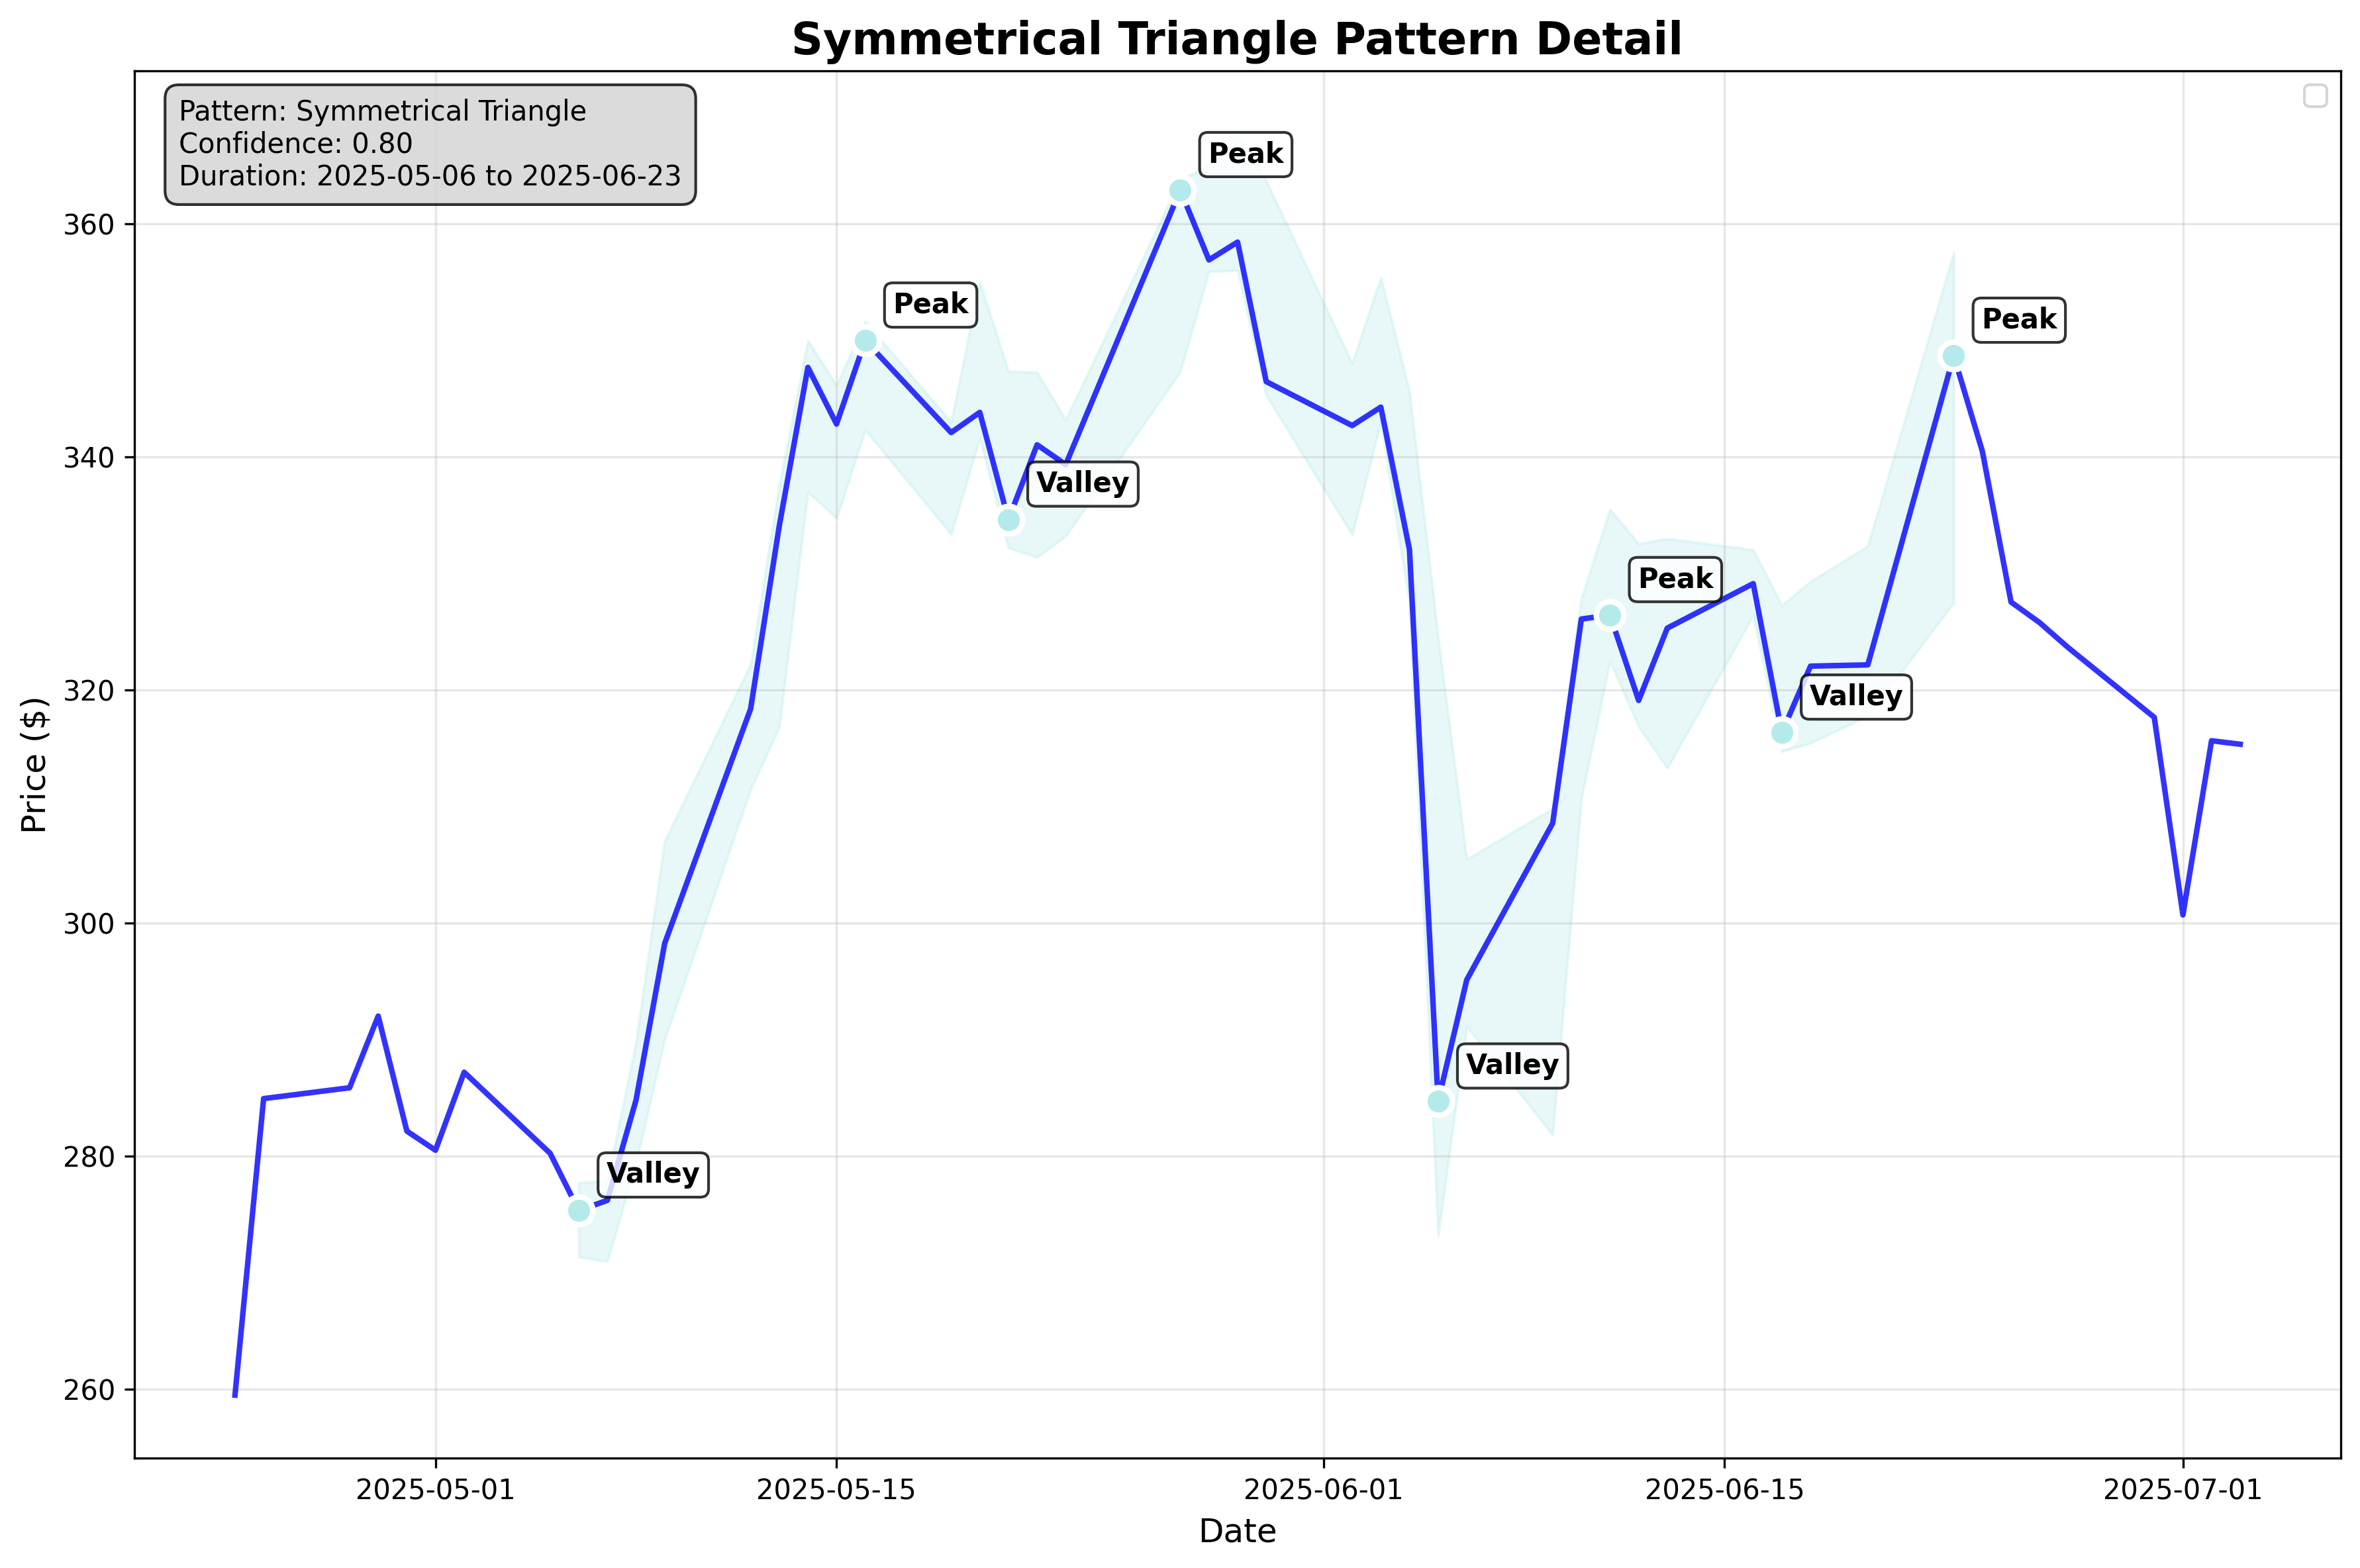 Symmetrical Triangle Pattern Detail
Pattern: Symmetrical Triangle
Confidence: 0.80
Duration: 2025-05-06 to 2025-06-23
Peak
Peak
Peak
Valley
Peak
Valley
Valley
Valley
360
340
320
300
280
260
Price ($)
2025-05-01
2025-05-15
2025-06-01
2025-06-15
2025-07-01
Date